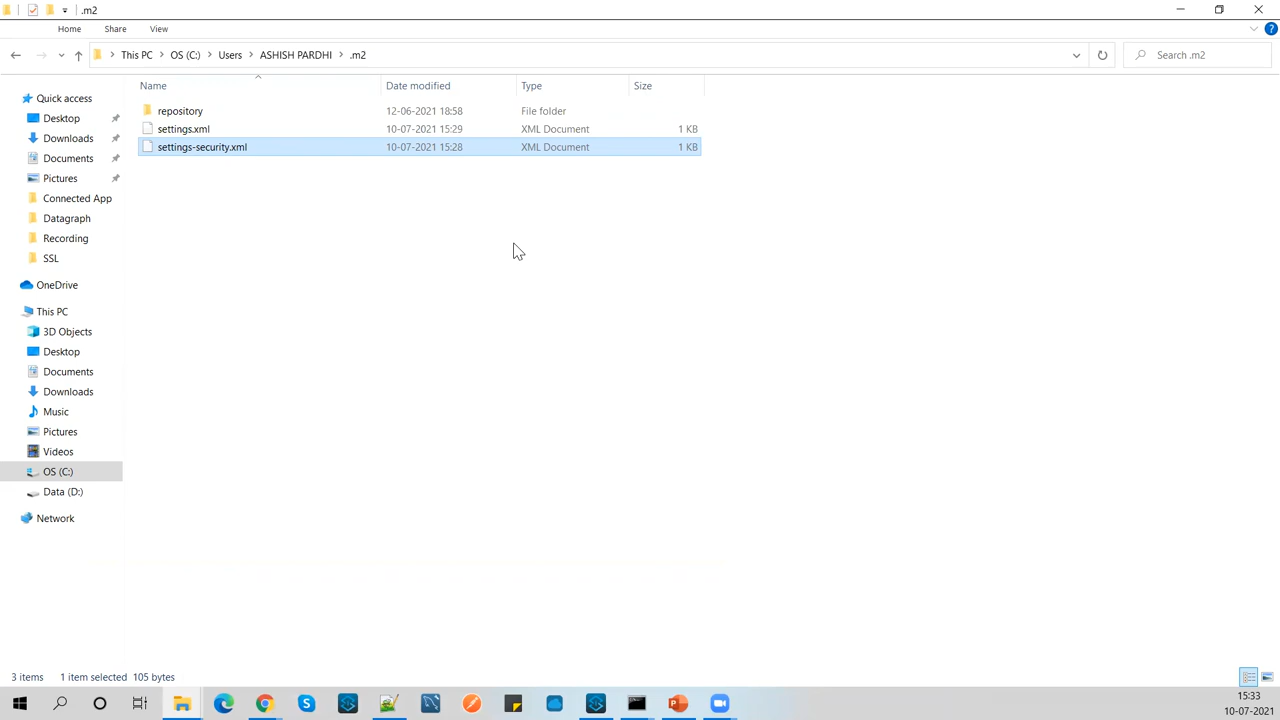 .m2
Home Share View
This PC OS (C:) Users ASHISH PARDHI .m2
Search .m2
Name Date modified Type Size
repository 12-06-2021 18:58 File folder
settings.xml 10-07-2021 15:29 XML Document 1 KB
settings-security.xml 10-07-2021 15:28 XML Document 1 KB
Quick access
Desktop
Downloads
Documents
Pictures
Connected App
Datagraph
Recording
SSL
OneDrive
This PC
3D Objects
Desktop
Documents
Downloads
Music
Pictures
Videos
OS (C:)
Data (D:)
Network
3 items 1 item selected 105 bytes
15:33
10-07-2021